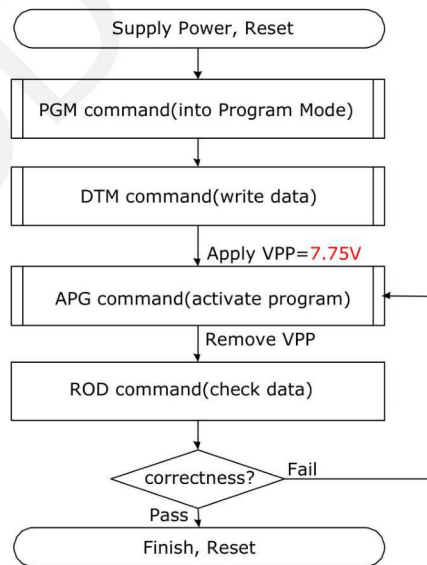 Supply Power, Reset
PGM command(into Program Mode)
DTM command(write data)
Apply VPP=7.75V
APG command(activate program)
Remove VPP
ROD command(check data)
correctness?
Fail
Pass
Finish, Reset